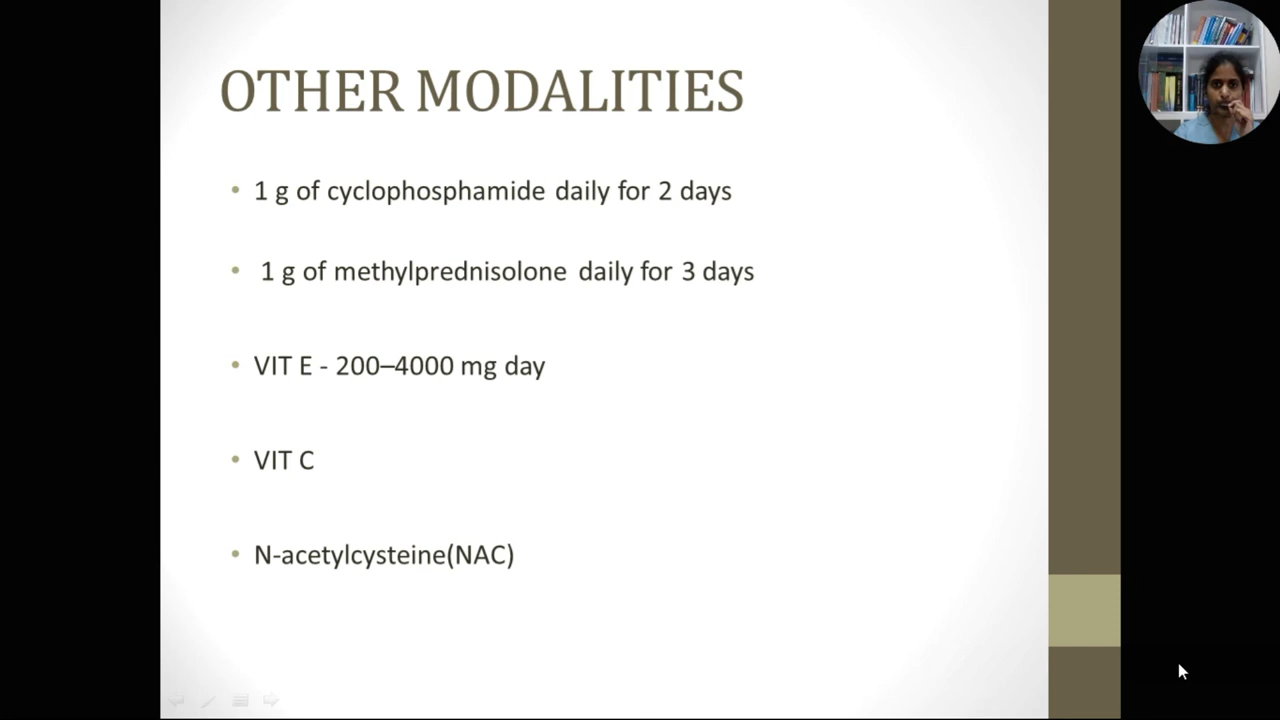 OTHER MODALITIES
• 1 g of cyclophosphamide daily for 2 days
• 1 g of methylprednisolone daily for 3 days
• VIT E - 200–4000 mg day
• VIT C
• N-acetylcysteine(NAC)